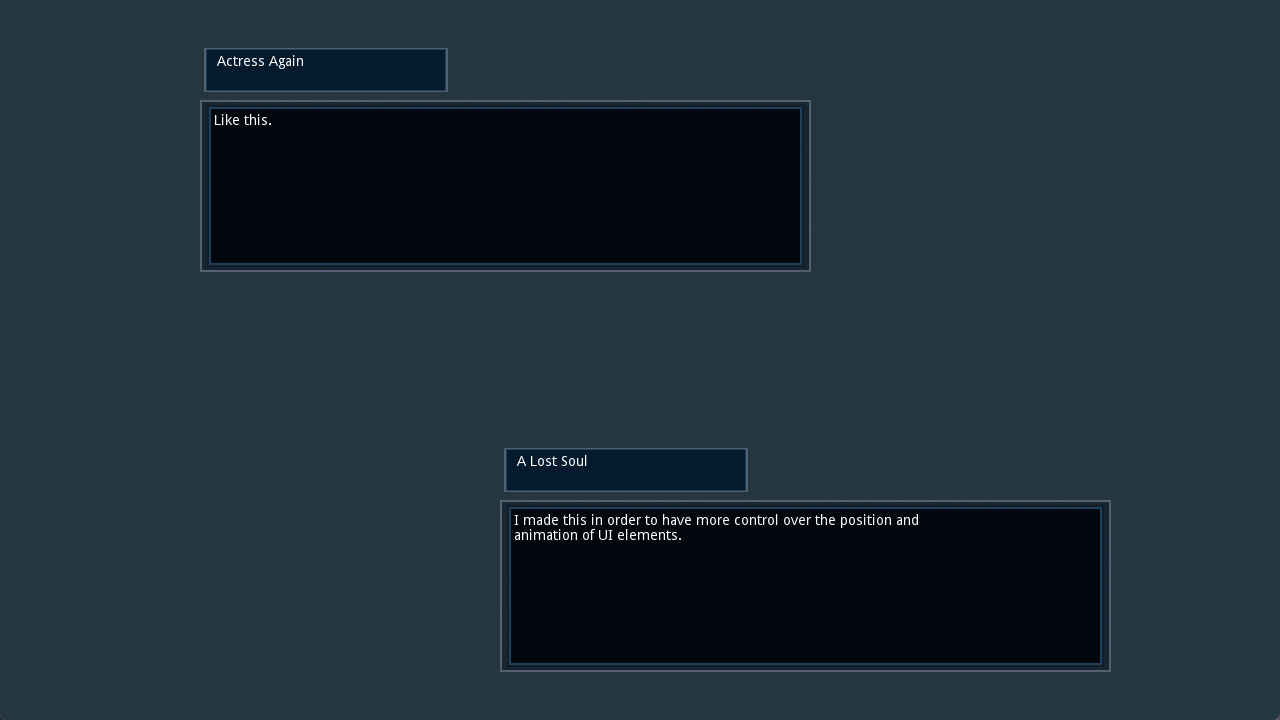 Actress Again
Like this.
A Lost Soul
I made this in order to have more control over the position and
animation of UI elements.